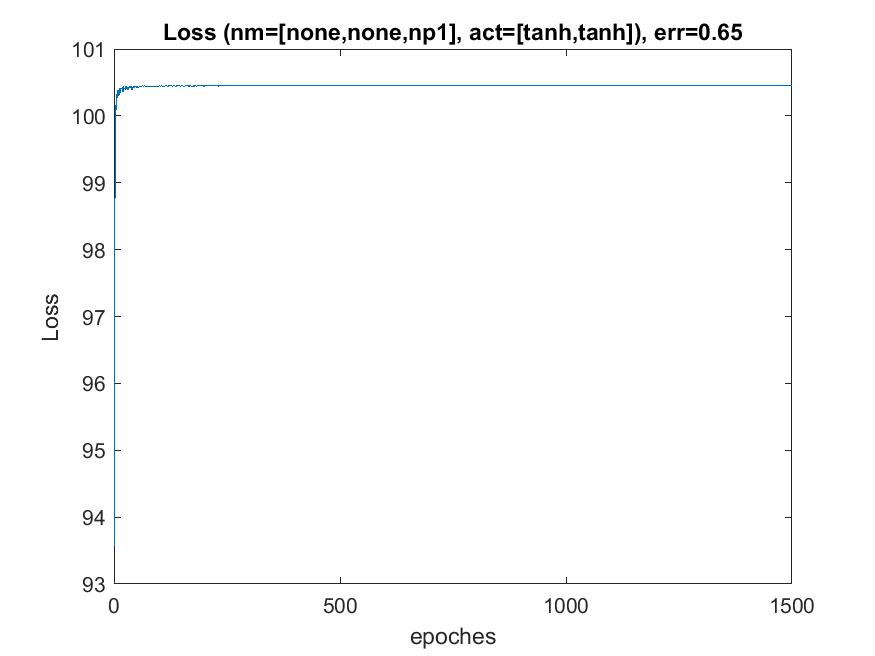 Loss (nm=[none,none,np1], act=[tanh,tanh]), err=0.65
101
100
99
98
97
96
95
94
93
Loss
0 500 1000 1500
epoches